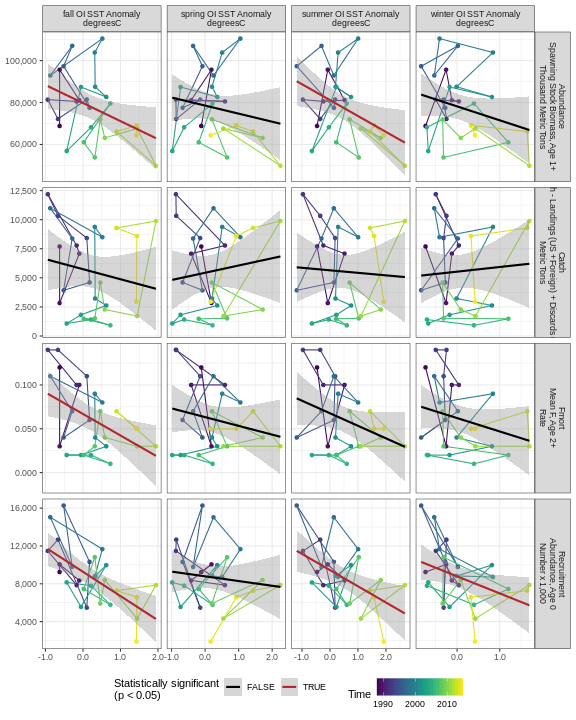 fall OI SST Anomaly
degreesC
spring OI SST Anomaly
degreesC
summer OI SST Anomaly
degreesC
winter OI SST Anomaly
degreesC
100,000
80,000
60,000
Abundance
Spawning Stock Biomass, Age 1+
Thousand Metric Tons
12,500
10,000
7,500
5,000
2,500
0
Catch
h - Landings (US +Foreign) + Discards
Metric Tons
0.100
0.050
0.000
Fmort
Mean F, Age 2+
Rate
16,000
12,000
8,000
4,000
Recruitment
Abundance, Age 0
Number x 1,000
-1.0 0.0 1.0 2.0
-1.0 0.0 1.0
0.0 1.0
0.0 1.0
Statistically significant
(p < 0.05)
FALSE
TRUE
Time
1990 2000 2010